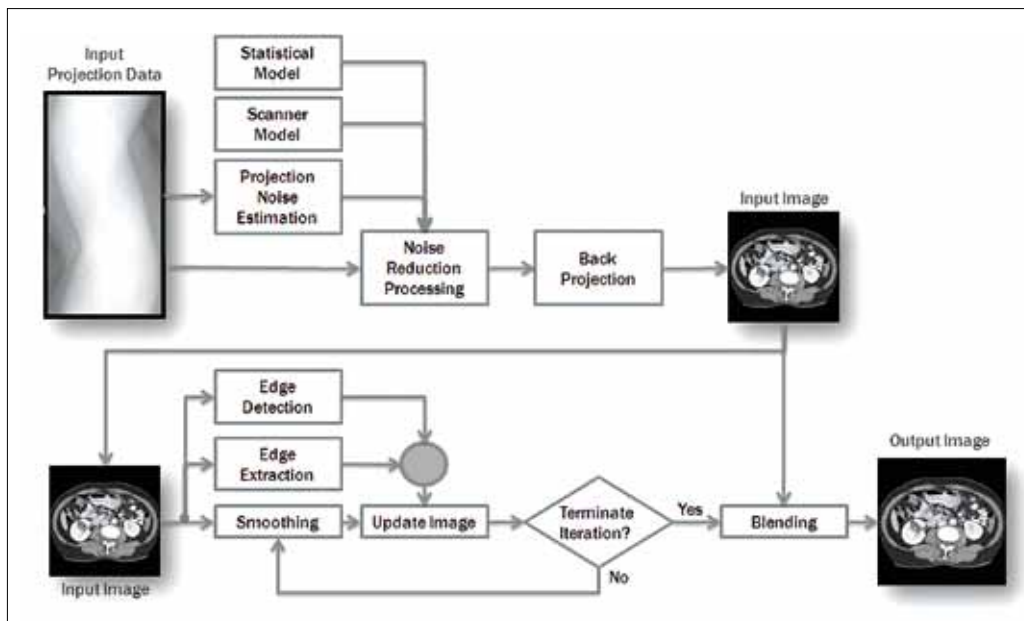 Input
Projection Data
Statistical
Model
Scanner
Model
Projection
Noise
Estimation
Noise
Reduction
Processing
Back
Projection
Input Image
Edge
Detection
Edge
Extraction
Smoothing
Update Image
Terminate
Iteration?
Yes
No
Blending
Output Image
Input Image